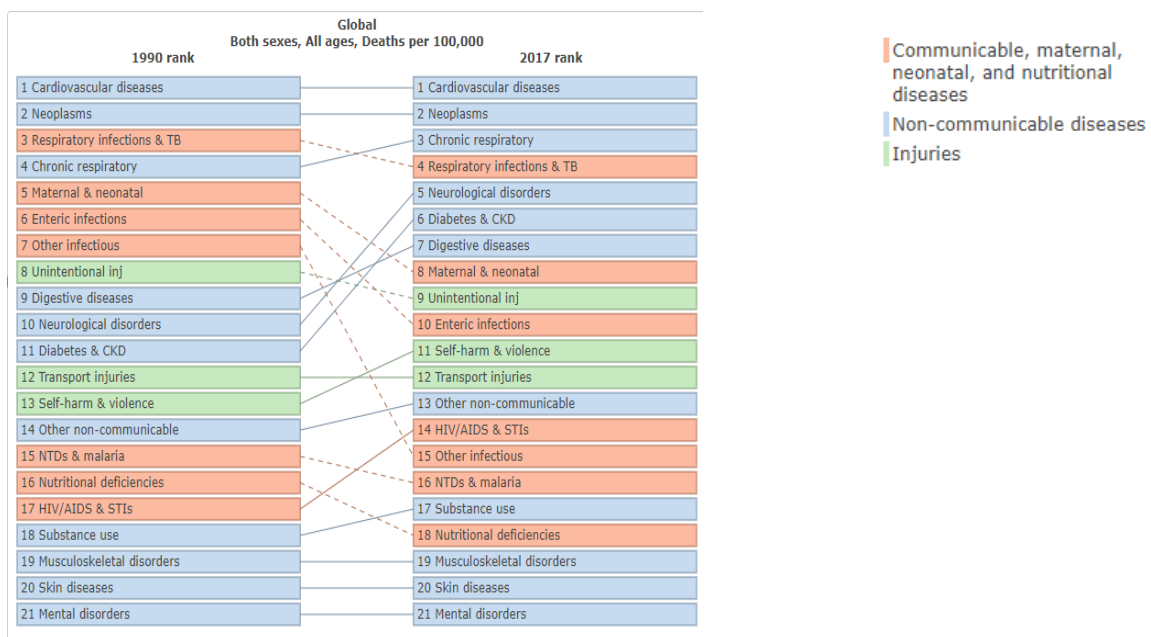 Global
Both sexes, All ages, Deaths per 100,000
1990 rank
2017 rank
1 Cardiovascular diseases
2 Neoplasms
3 Respiratory infections & TB
4 Chronic respiratory
5 Maternal & neonatal
6 Enteric infections
7 Other infectious
8 Unintentional inj
9 Digestive diseases
10 Neurological disorders
11 Diabetes & CKD
12 Transport injuries
13 Self-harm & violence
14 Other non-communicable
15 NTDs & malaria
16 Nutritional deficiencies
17 HIV/AIDS & STIs
18 Substance use
19 Musculoskeletal disorders
20 Skin diseases
21 Mental disorders
1 Cardiovascular diseases
2 Neoplasms
3 Chronic respiratory
4 Respiratory infections & TB
5 Neurological disorders
6 Diabetes & CKD
7 Digestive diseases
8 Maternal & neonatal
9 Unintentional inj
10 Enteric infections
11 Self-harm & violence
12 Transport injuries
13 Other non-communicable
14 HIV/AIDS & STIs
15 Other infectious
16 NTDs & malaria
17 Substance use
18 Nutritional deficiencies
19 Musculoskeletal disorders
20 Skin diseases
21 Mental disorders
Communicable, maternal,
neonatal, and nutritional
diseases
Non-communicable diseases
Injuries